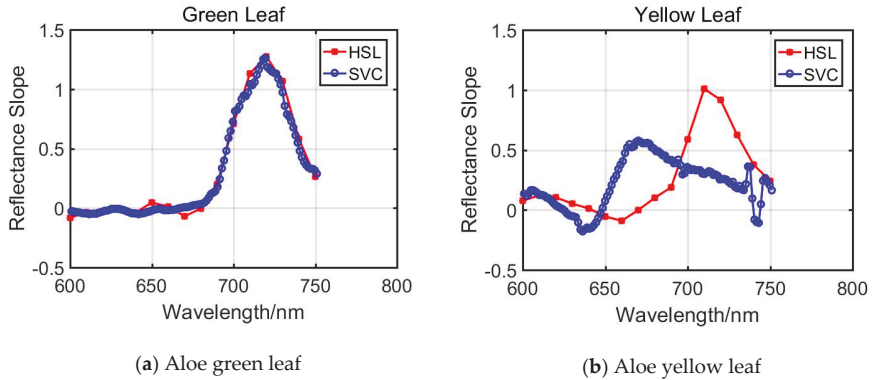 Green Leaf
1.5
1
0.5
0
-0.5
Reflectance Slope
HSL
SVC
600
650
700
750
800
Wavelength/nm
(a) Aloe green leaf
Yellow Leaf
1.5
1
0.5
0
-0.5
Reflectance Slope
HSL
SVC
600
650
700
750
800
Wavelength/nm
(b) Aloe yellow leaf